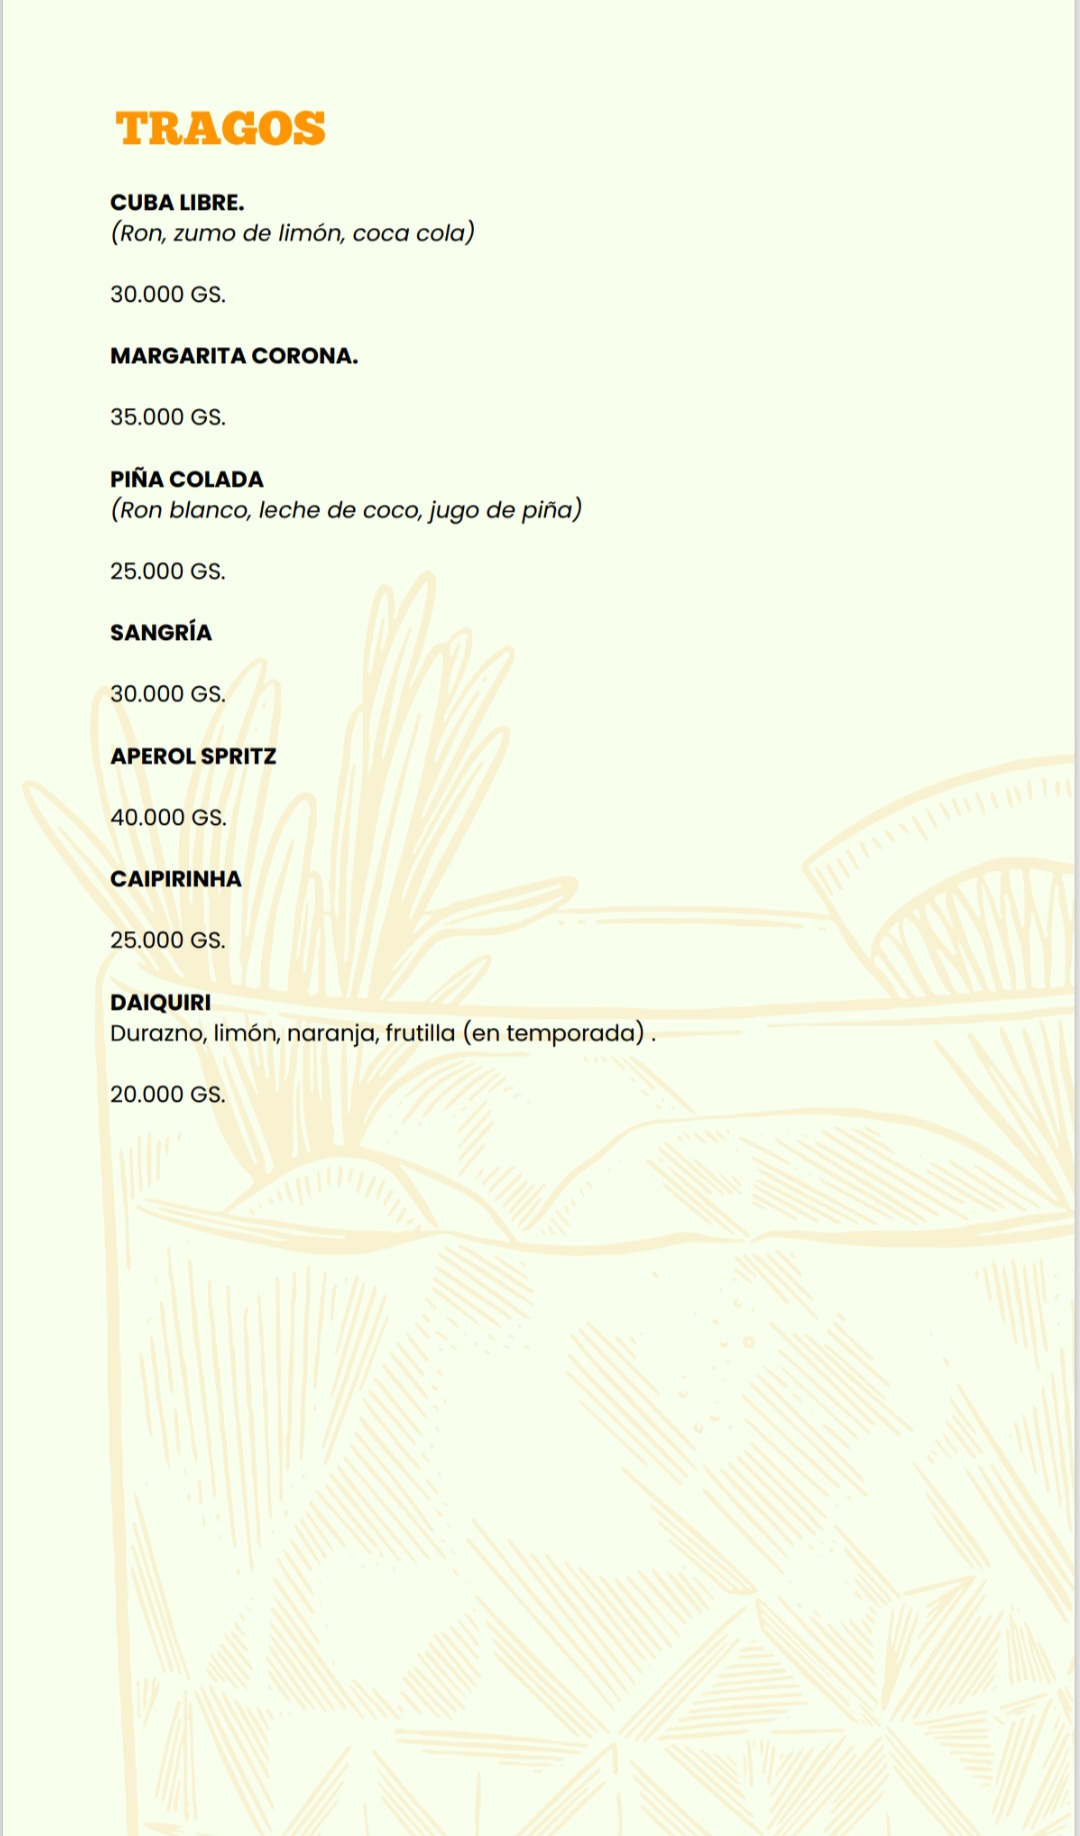 TRAGOS
CUBA LIBRE.
(Ron, zumo de limón, coca cola)
30.000 GS.
MARGARITA CORONA.
35.000 GS.
PIÑA COLADA
(Ron blanco, leche de coco, jugo de piña)
25.000 GS.
SANGRÍA
30.000 GS.
APEROL SPRITZ
40.000 GS.
CAIPIRINHA
25.000 GS.
DAIQUIRI
Durazno, limón, naranja, frutilla (en temporada) .
20.000 GS.